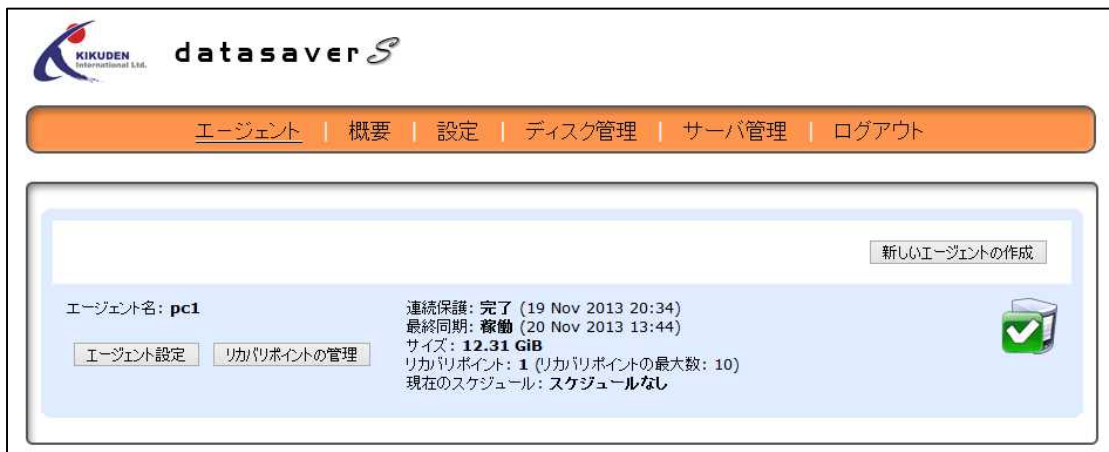 KIKUDEN
International Ltd.
datasaver S
エージェント | 概要 | 設定 | ディスク管理 | サーバ管理 | ログアウト
新しいエージェントの作成
エージェント名: pc1
エージェント設定 リカバリポイントの管理
連続保護: 完了 (19 Nov 2013 20:34)
最終同期: 稼働 (20 Nov 2013 13:44)
サイズ: 12.31 GiB
リカバリポイント: 1 (リカバリポイントの最大数: 10)
現在のスケジュール: スケジュールなし